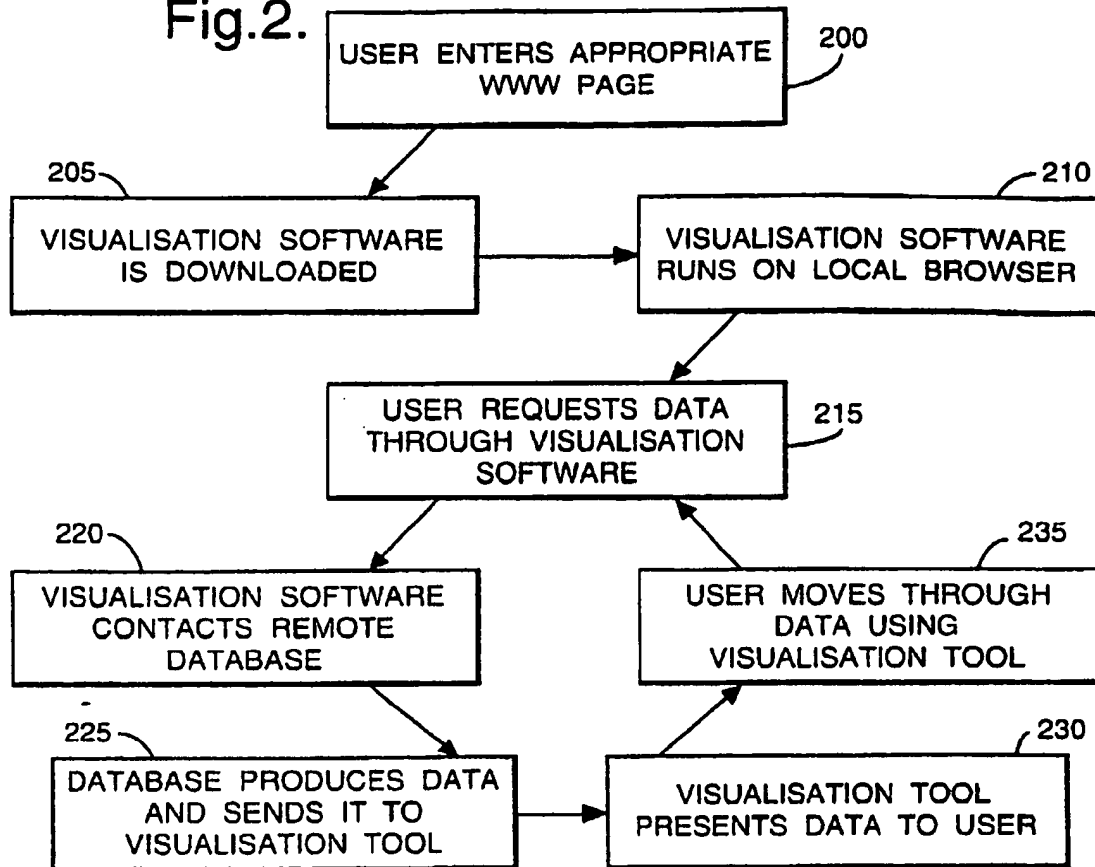 Fig.2.
USER ENTERS APPROPRIATE
WWW PAGE
200
205
VISUALISATION SOFTWARE
IS DOWNLOADED
210
VISUALISATION SOFTWARE
RUNS ON LOCAL BROWSER
USER REQUESTS DATA
THROUGH VISUALISATION
SOFTWARE
215
220
VISUALISATION SOFTWARE
CONTACTS REMOTE
DATABASE
235
USER MOVES THROUGH
DATA USING
VISUALISATION TOOL
225
DATABASE PRODUCES DATA
AND SENDS IT TO
VISUALISATION TOOL
230
VISUALISATION TOOL
PRESENTS DATA TO USER